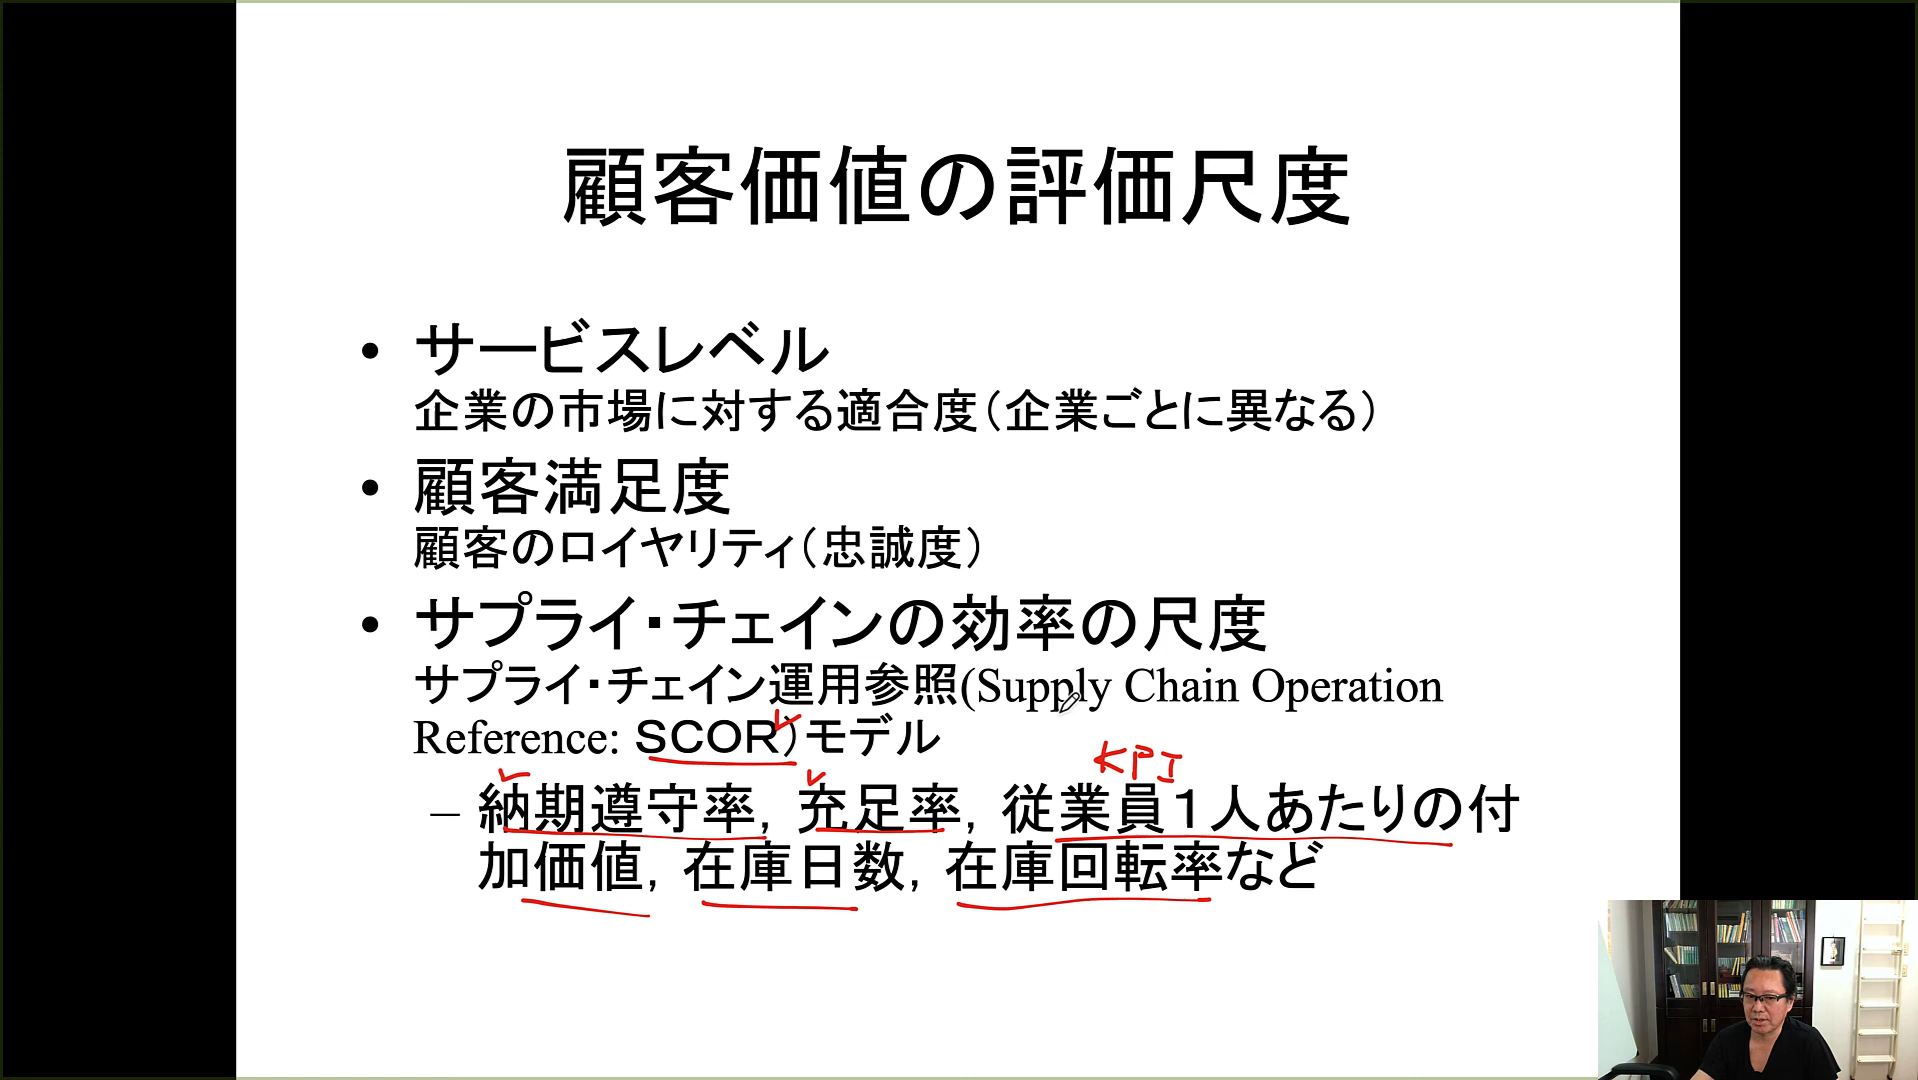 顧客価値の評価尺度
• サービスレベル
企業の市場に対する適合度(企業ごとに異なる)
• 顧客満足度
顧客のロイヤリティ(忠誠度)
• サプライ・チェインの効率の尺度
サプライ・チェイン運用参照(Supply Chain Operation
Reference: SCOR)モデル
KPI
– 納期遵守率, 充足率, 従業員1人あたりの付
加価値, 在庫日数, 在庫回転率など